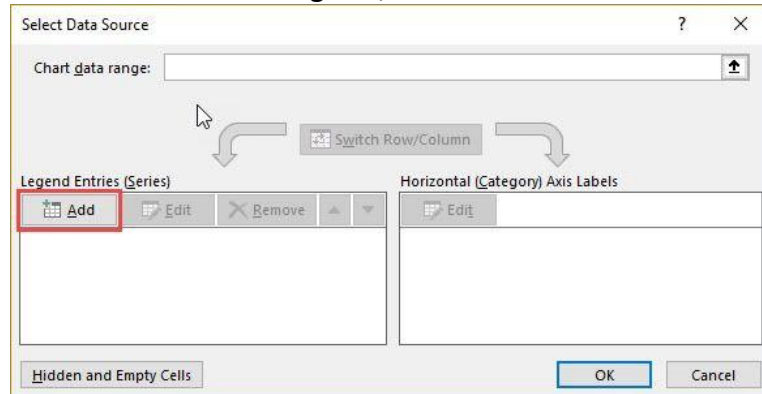 Select Data Source ? ×
Chart data range:
Switch Row/Column
Legend Entries (Series)
Horizontal (Category) Axis Labels
Add Edit Remove
Edit
Hidden and Empty Cells
OK Cancel